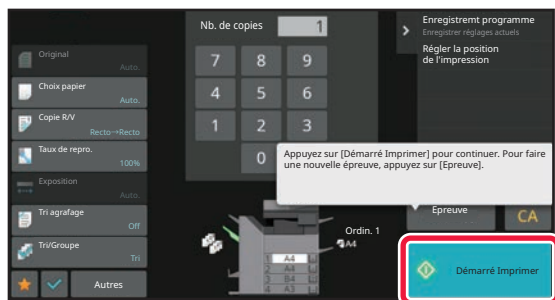 Nb. de copies
1
Enregistremt programme
Enregistrer réglages actuels
Régler la position
de l'impression
Original
Auto.
Choix papier
Auto.
Copie R/V
Recto→Recto
Taux de repro.
100%
Exposition
Auto.
Tri agrafage
Off
Tri/Groupe
Tri
Autres
7 8 9
4 5 6
1 2 3
0
Appuyez sur [Démarré Imprimer] pour continuer. Pour faire
une nouvelle épreuve, appuyez sur [Epreuve].
Epreuve
CA
Ordin. 1
A4
1 A4
2 A4
3 B4
4 A3
Démarré Imprimer